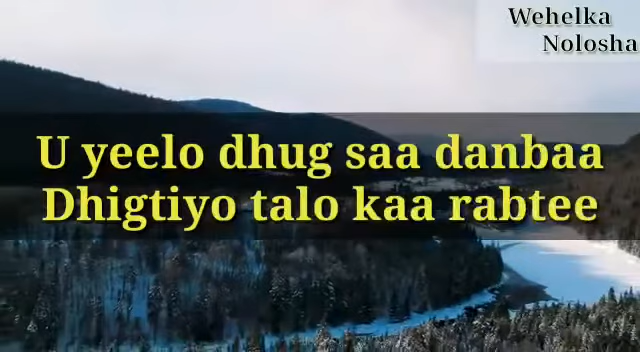 Wehelka
Nolosha
U yeelo dhug saa danbaa
Dhigtiyo talo kaa rabtee